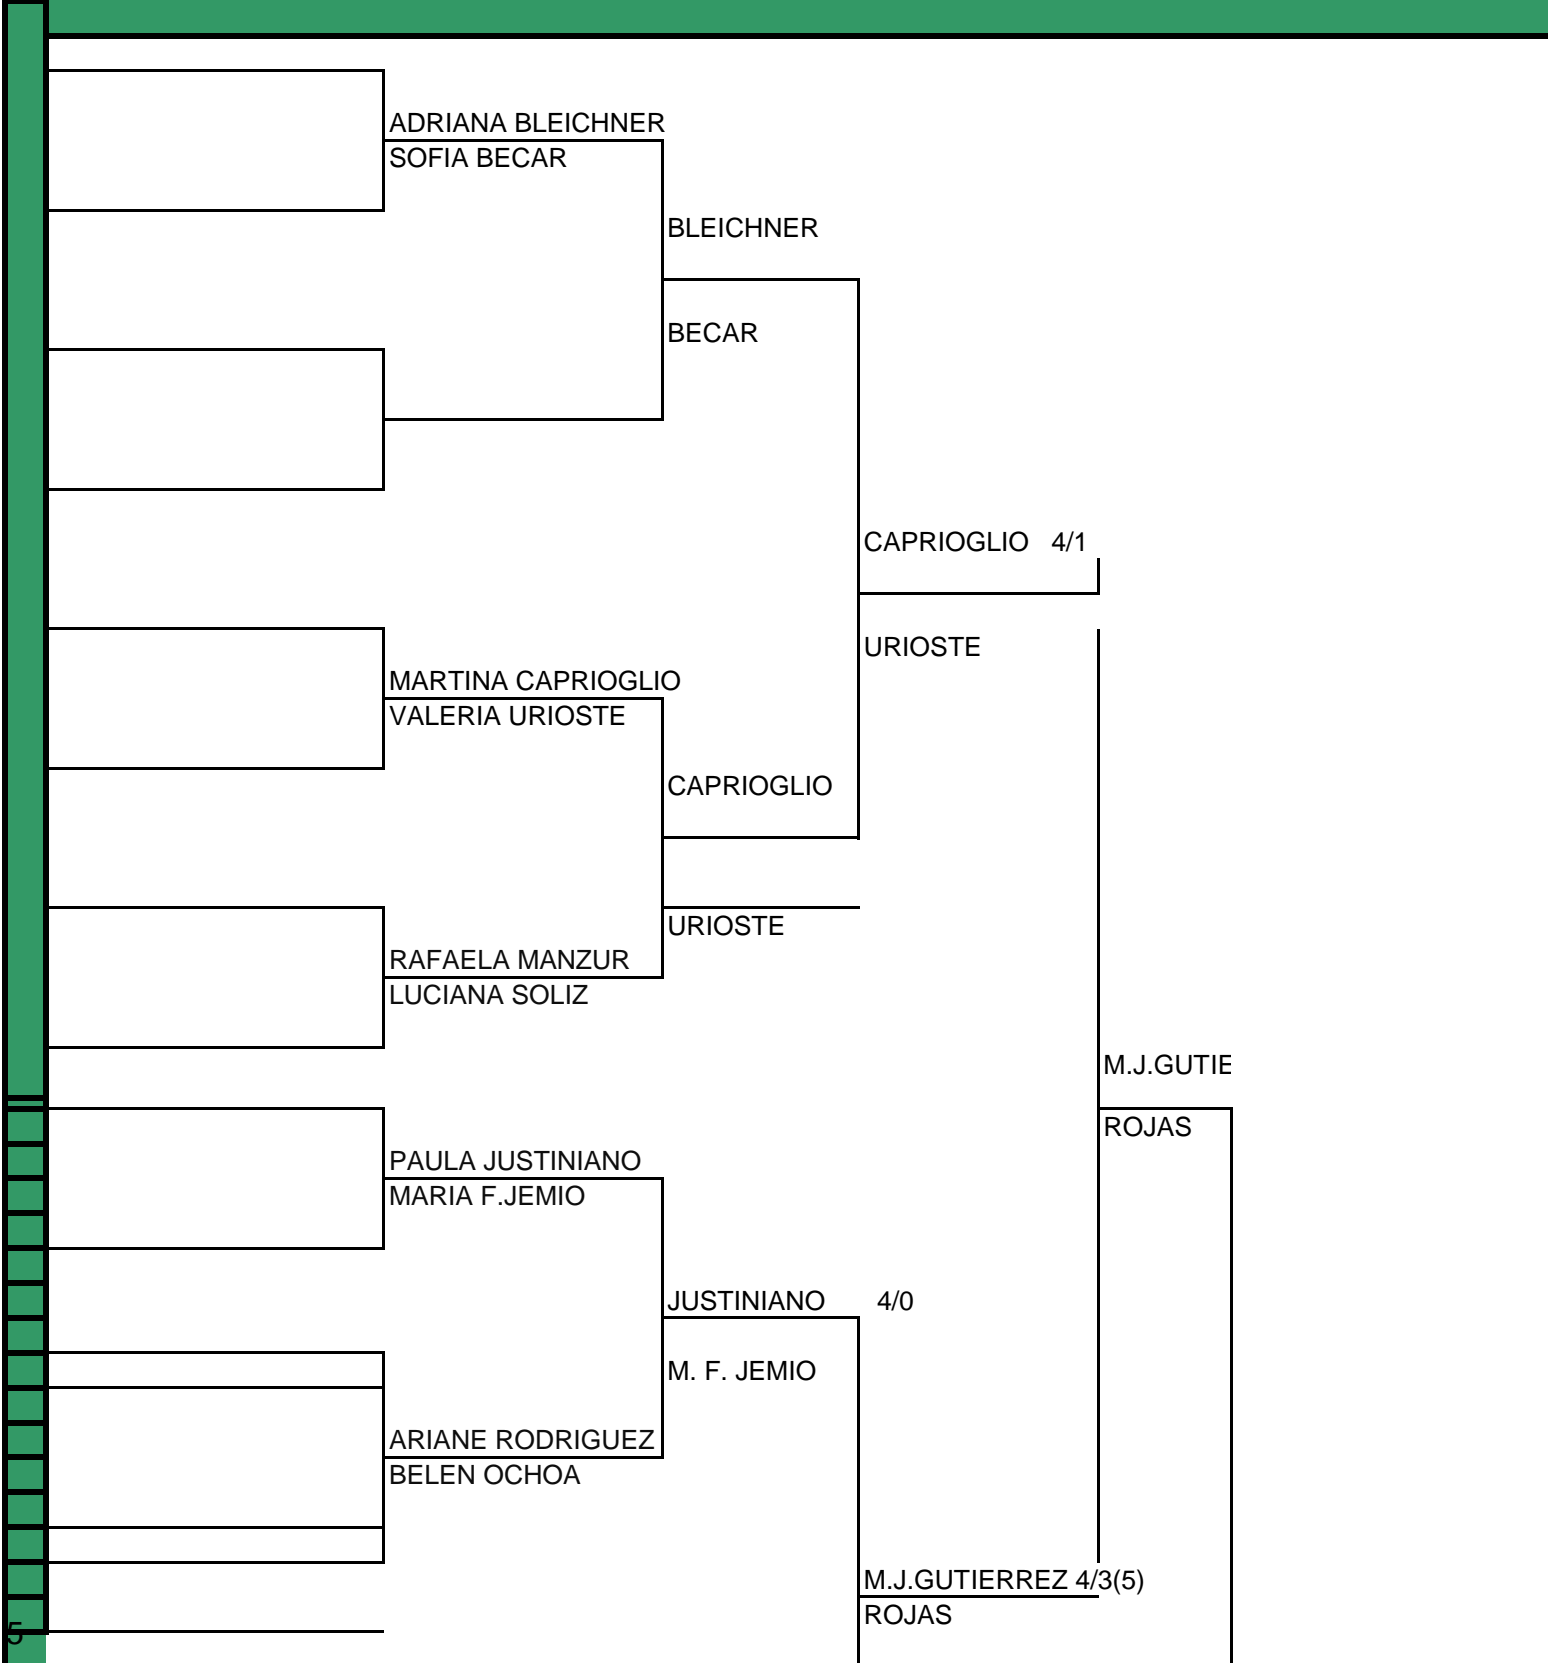 ADRIANA BLEICHNER
SOFIA BECAR
BLEICHNER
BECAR
CAPRIOGLIO 4/1
URIOSTE
MARTINA CAPRIOGLIO
VALERIA URIOSTE
CAPRIOGLIO
URIOSTE
RAFAELA MANZUR
LUCIANA SOLIZ
M.J.GUTIE
ROJAS
PAULA JUSTINIANO
MARIA F.JEMIO
JUSTINIANO 4/0
M. F. JEMIO
ARIANE RODRIGUEZ
BELEN OCHOA
M.J.GUTIERREZ 4/3(5)
ROJAS
5